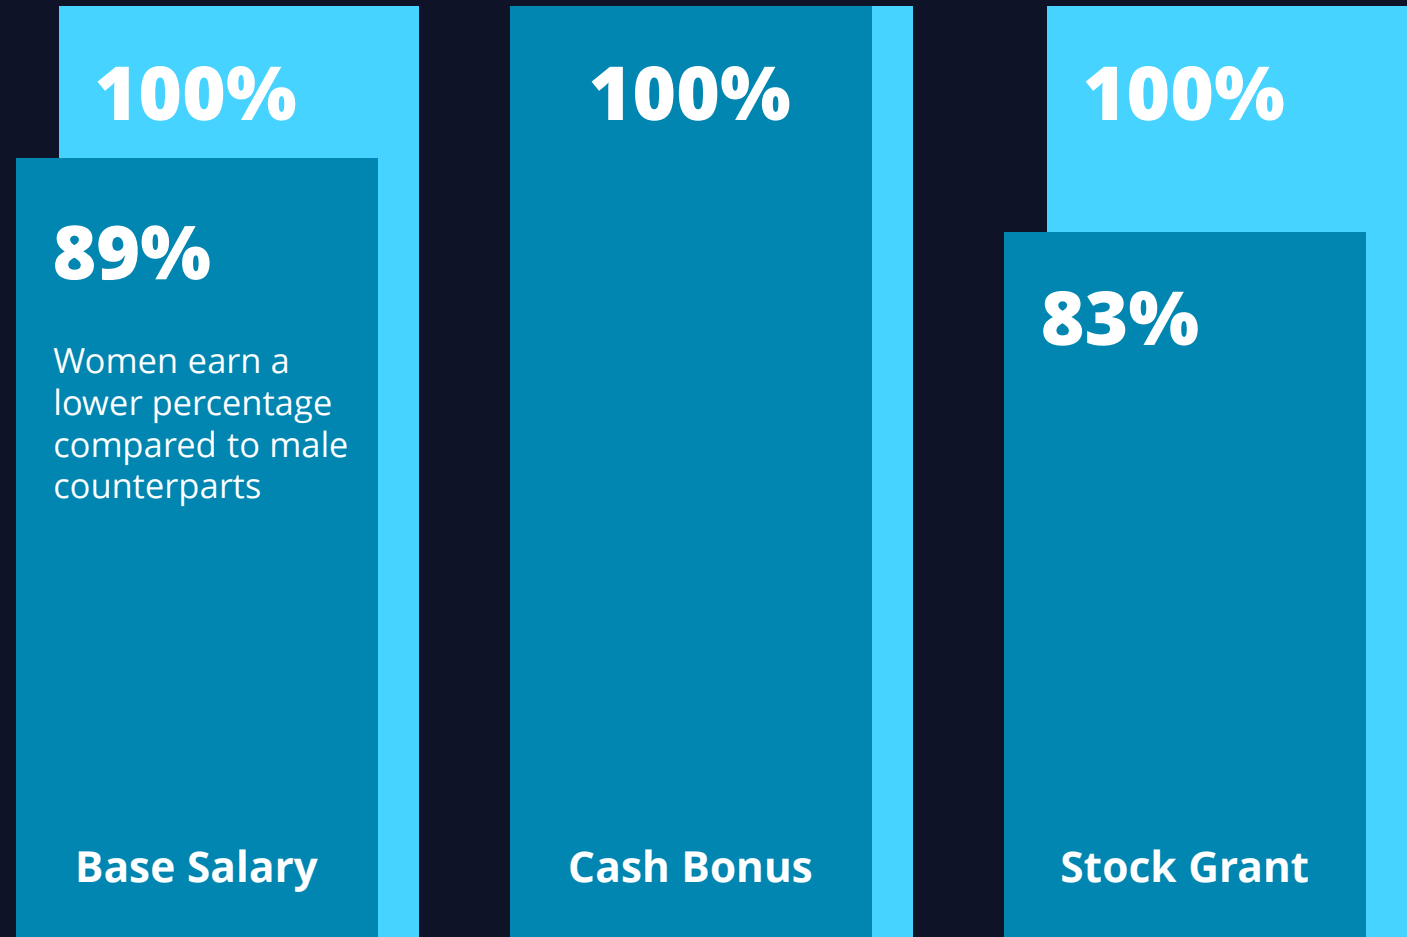 100%
89%
Women earn a
lower percentage
compared to male
counterparts
Base Salary
100%
Cash Bonus
100%
83%
Stock Grant